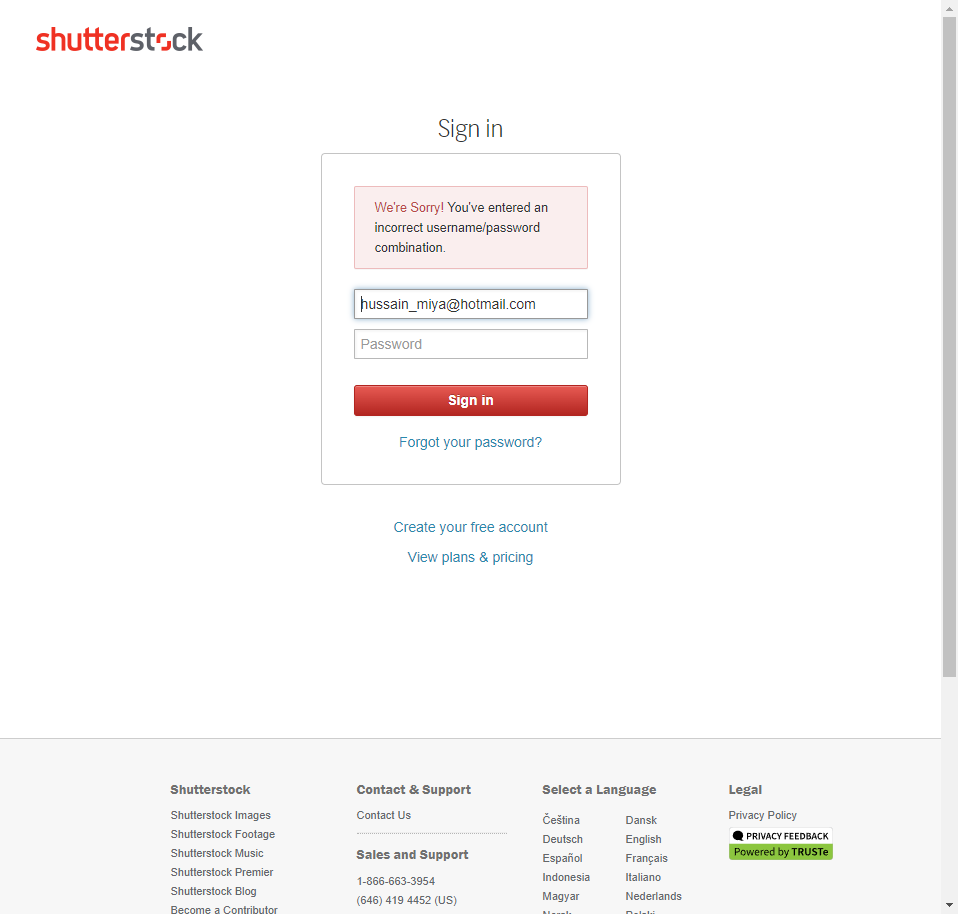 shutterstock
Sign in
We're Sorry! You've entered an
incorrect username/password
combination.
hussain_miya@hotmail.com
Password
Sign in
Forgot your password?
Create your free account
View plans & pricing
Shutterstock
Shutterstock Images
Shutterstock Footage
Shutterstock Music
Shutterstock Premier
Shutterstock Blog
Become a Contributor
Contact & Support
Contact Us
Sales and Support
1-866-663-3954
(646) 419 4452 (US)
Select a Language
Čeština
Deutsch
Español
Indonesia
Magyar
Norsk
Dansk
English
Français
Italiano
Nederlands
Polski
Legal
Privacy Policy
PRIVACY FEEDBACK
Powered by TRUSTe